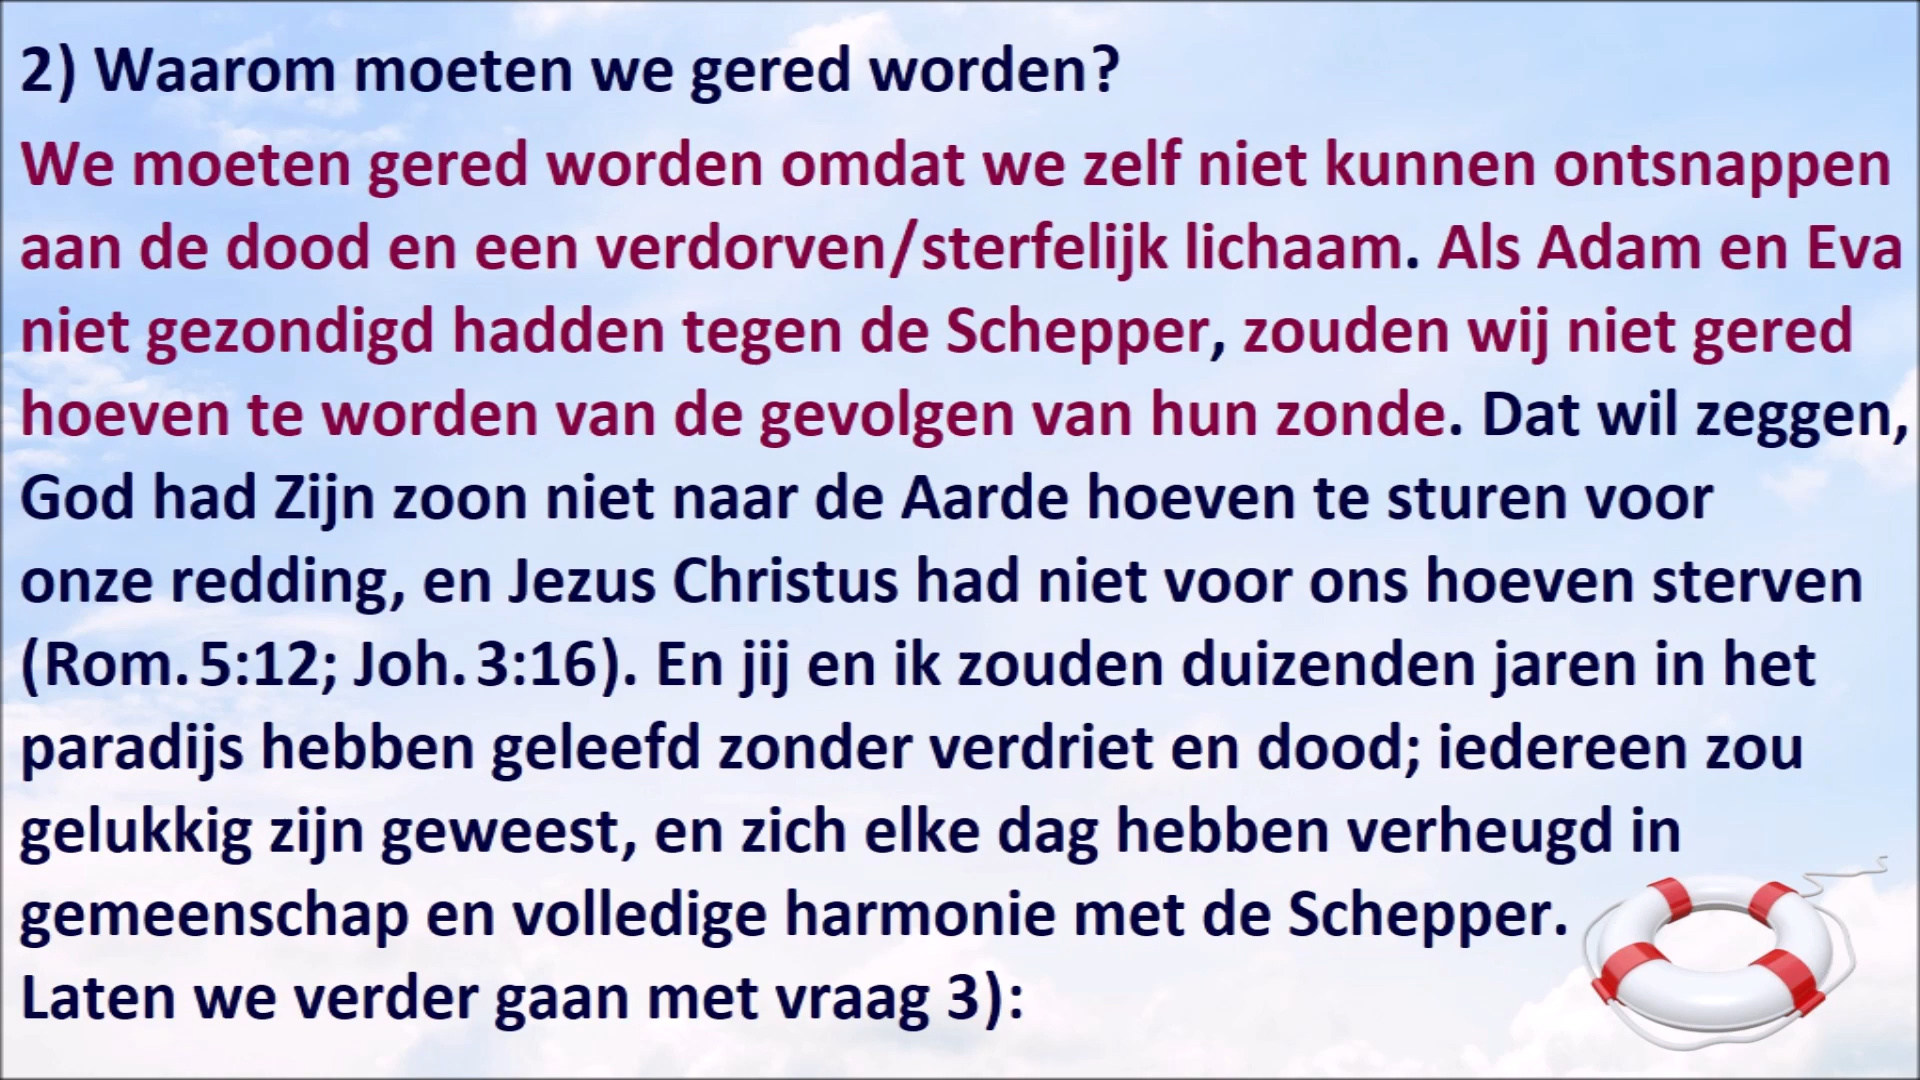 2) Waarom moeten we gered worden?
We moeten gered worden omdat we zelf niet kunnen ontsnappen
aan de dood en een verdorven/sterfelijk lichaam. Als Adam en Eva
niet gezondigd hadden tegen de Schepper, zouden wij niet gered
hoeven te worden van de gevolgen van hun zonde. Dat wil zeggen,
God had Zijn zoon niet naar de Aarde hoeven te sturen voor
onze redding, en Jezus Christus had niet voor ons hoeven sterven
(Rom. 5:12; Joh. 3:16). En jij en ik zouden duizenden jaren in het
paradijs hebben geleefd zonder verdriet en dood; iedereen zou
gelukkig zijn geweest, en zich elke dag hebben verheugd in
gemeenschap en volledige harmonie met de Schepper.
Laten we verder gaan met vraag 3):